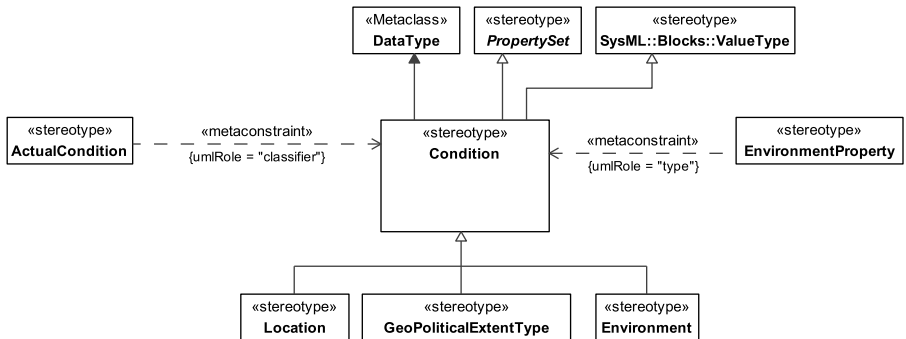 «Metaclass»
DataType
«stereotype»
PropertySet
«stereotype»
SysML::Blocks::ValueType
«stereotype»
ActualCondition
«metaconstraint»
{umlRole = "classifier"}
«stereotype»
Condition
«metaconstraint»
{umlRole = "type"}
«stereotype»
EnvironmentProperty
«stereotype»
Location
«stereotype»
GeoPoliticalExtentType
«stereotype»
Environment